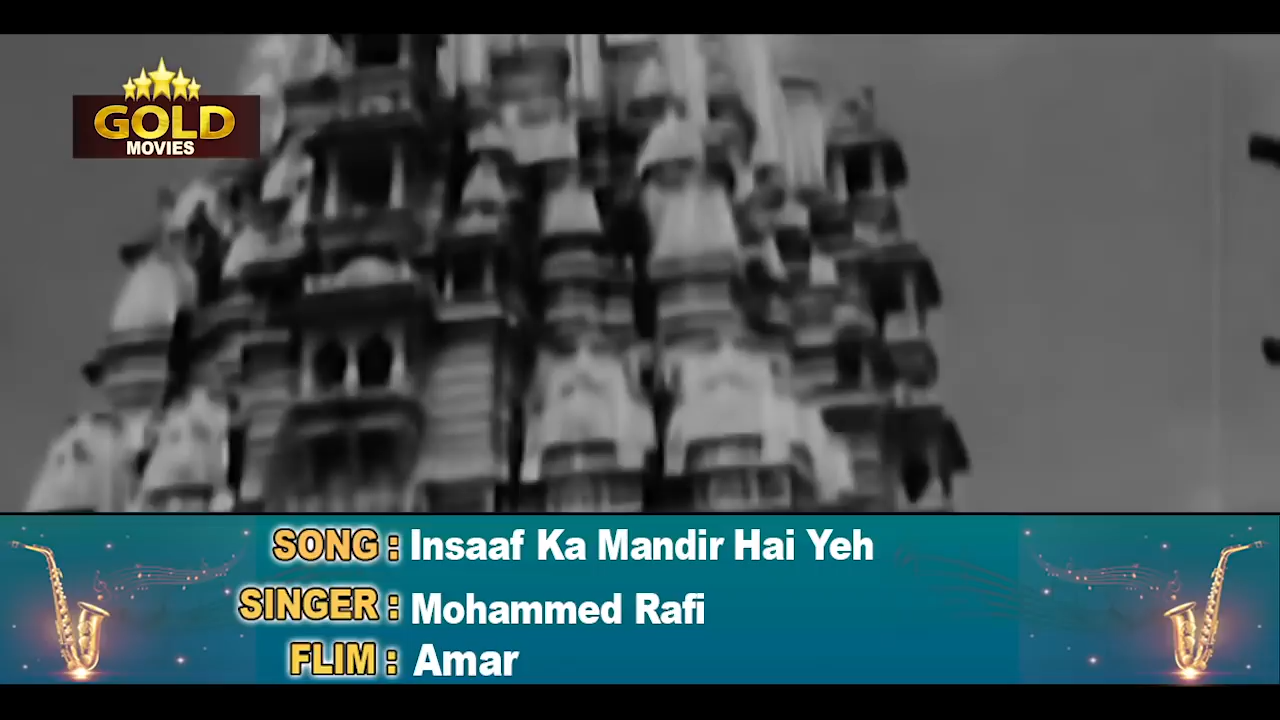 GOLD
MOVIES
SONG : Insaaf Ka Mandir Hai Yeh
SINGER : Mohammed Rafi
FLIM : Amar